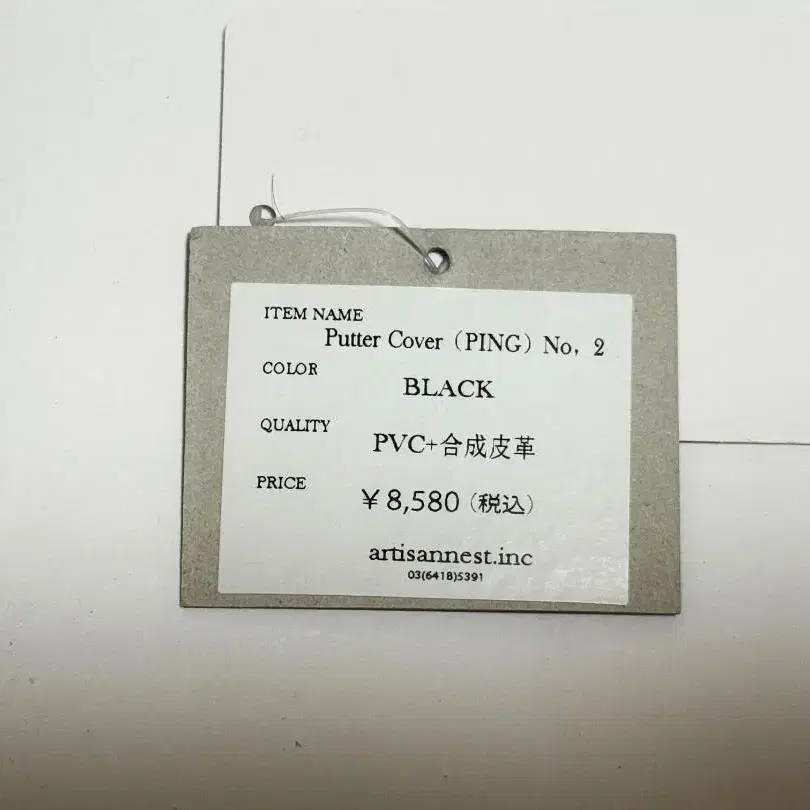 ITEM NAME
Putter Cover（PING）No，2
COLOR
BLACK
QUALITY
PVC+合成皮革
PRICE
￥8,580（税込）
artisannest.inc
03(6418)5391